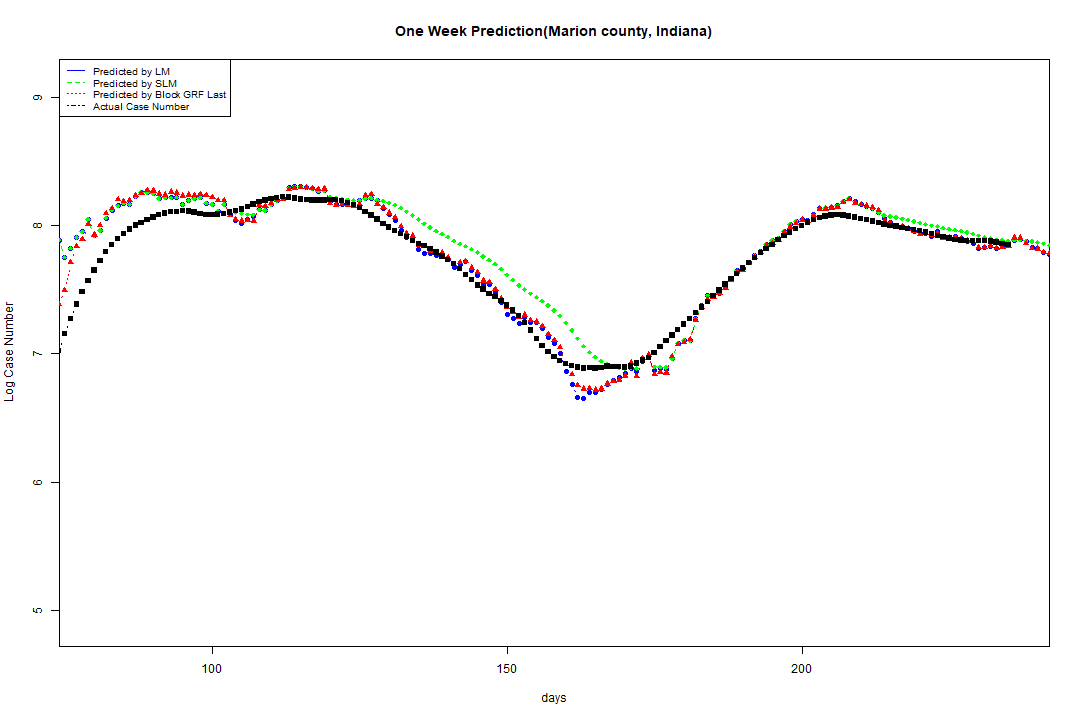 One Week Prediction(Marion county, Indiana)
Predicted by LM
Predicted by SLM
Predicted by Block GRF Last
Actual Case Number
9
8
7
6
5
Log Case Number
100 150 200
days